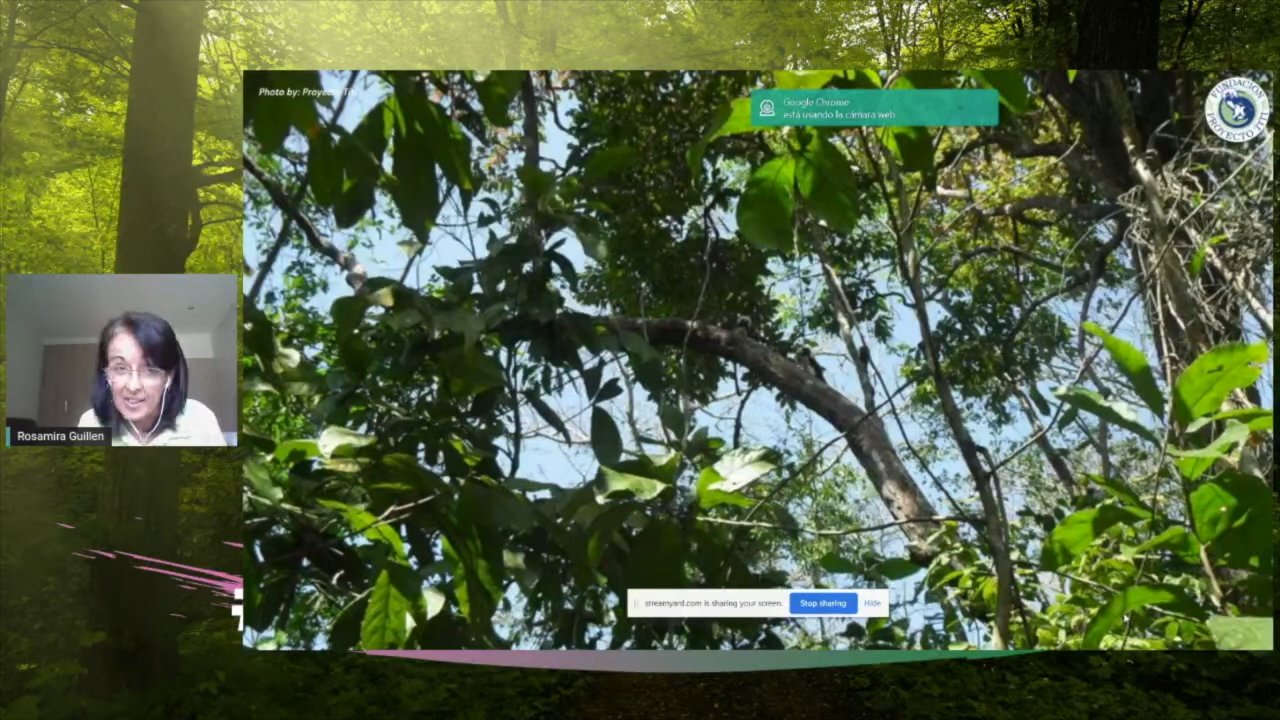 Photo by: Proyecto Tití
FUNDACIÓN
PROYECTO TITÍ
Google Chrome
está usando la cámara web
Rosamira Guillen
streamyard.com is sharing your screen.
Stop sharing
Hide